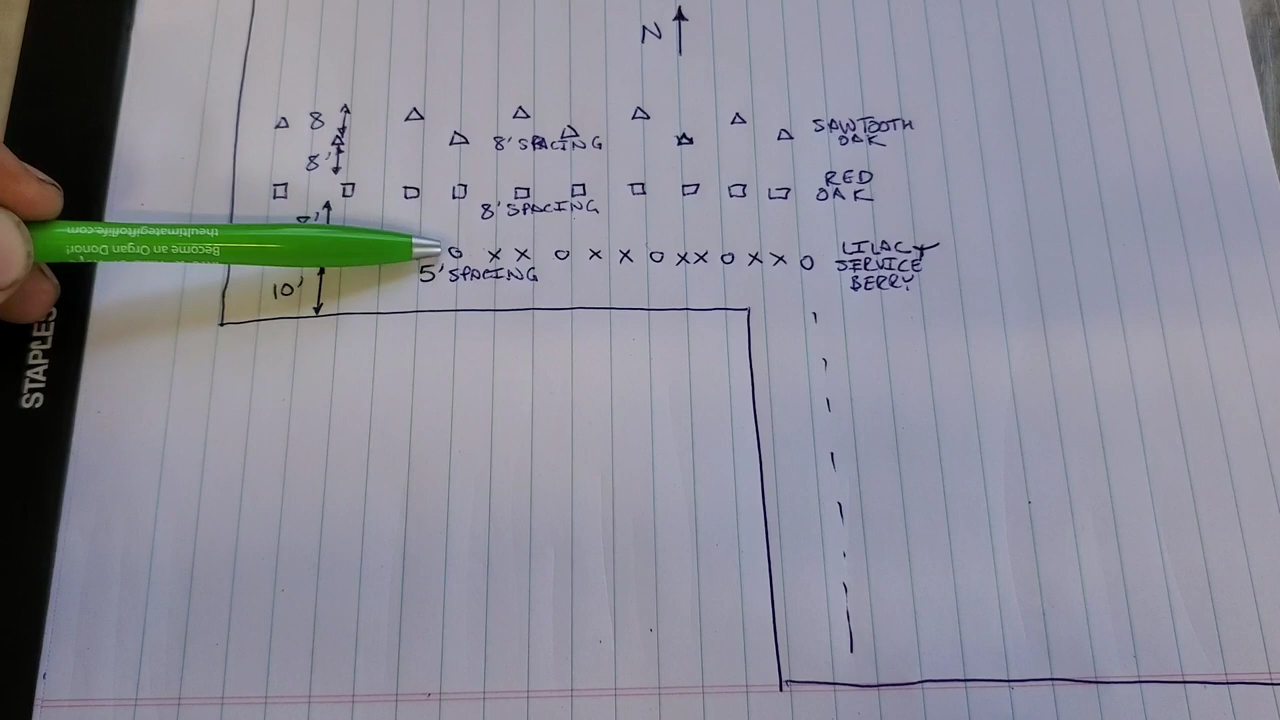 N
8'
SAWTOOTH
OAK
8' SPACING
8'
RED
OAK
8' SPACING
LILACY
SERVICE
BERRY
5' SPACING
10'
Become an Organ Donor!
theultimategiftoflife.com
STAPLES